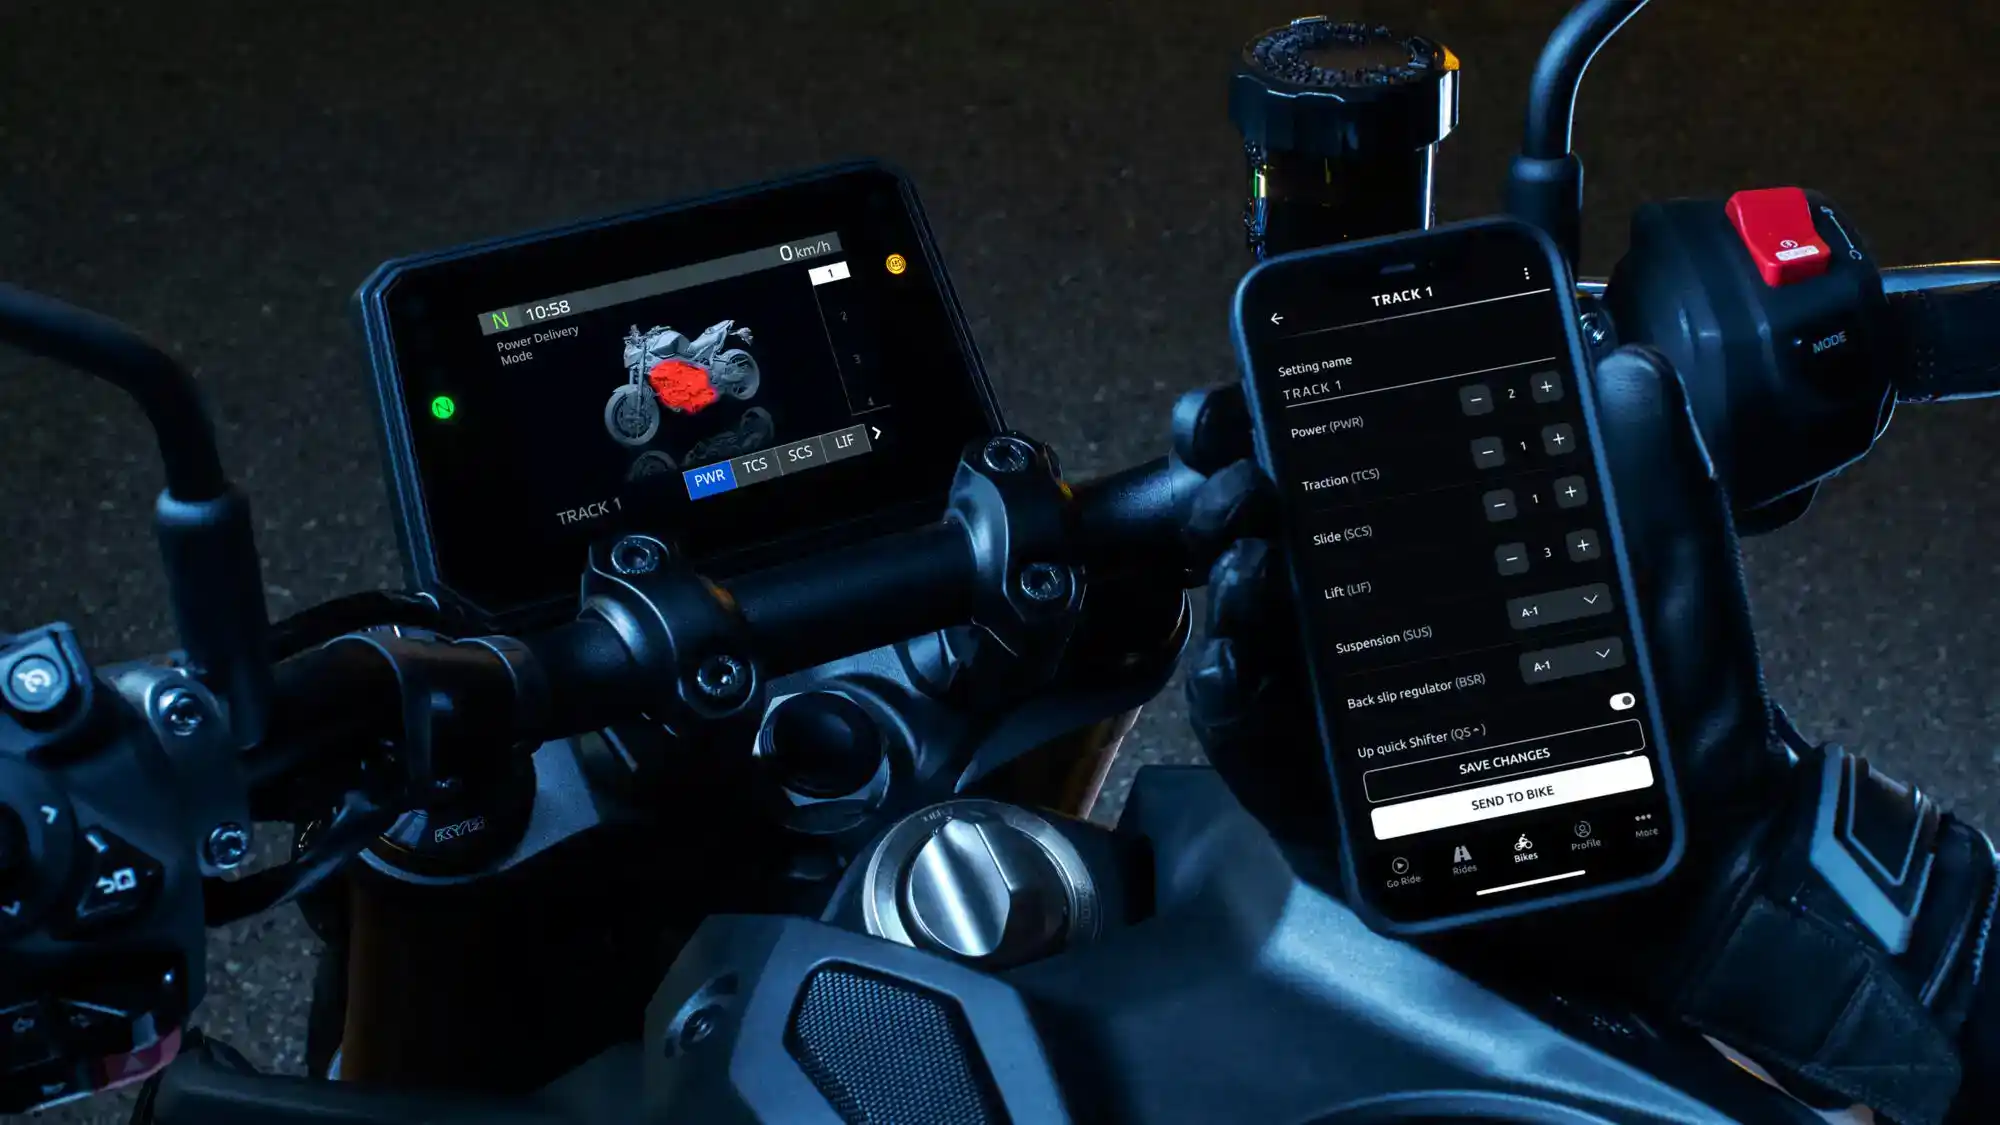 0 km/h
N 10:58
Power Delivery
Mode
1
2
3
4
PWR TCS SCS LIF
TRACK 1
N
TRACK 1
Setting name
TRACK 1
Power (PWR) 2
Traction (TCS) 1
Slide (SCS) 1
Lift (LIF) 3
Suspension (SUS) A-1
Back slip regulator (BSR) A-1
Up quick Shifter (QS)
SAVE CHANGES
SEND TO BIKE
Go Ride Rides Bikes Profile More
START
MODE
KYB